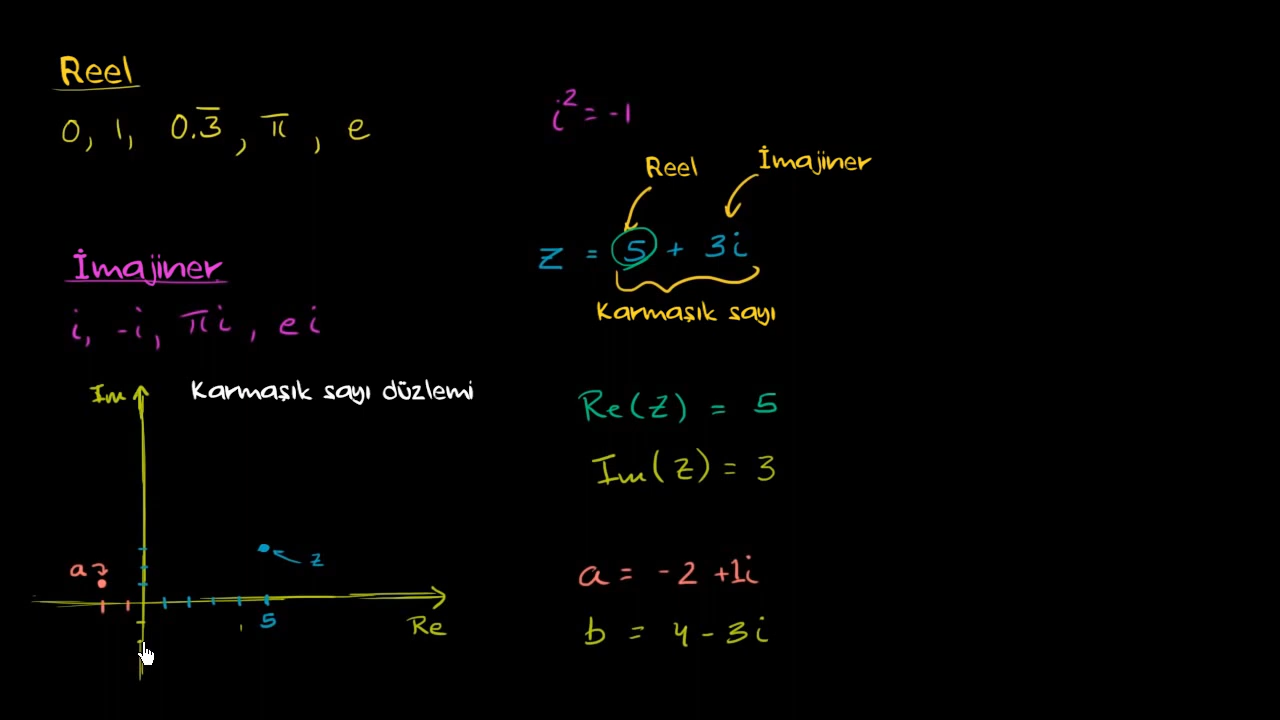 Reel
0, 1, 0.3̅, π, e
i² = -1
Reel
İmajiner
z = 5 + 3i
Karmaşık sayı
İmajiner
i, -i, πi, ei
Im
Karmaşık sayı düzlemi
Re(z) = 5
Im(z) = 3
a
z
5
Re
a = -2 +1i
b = 4 - 3i